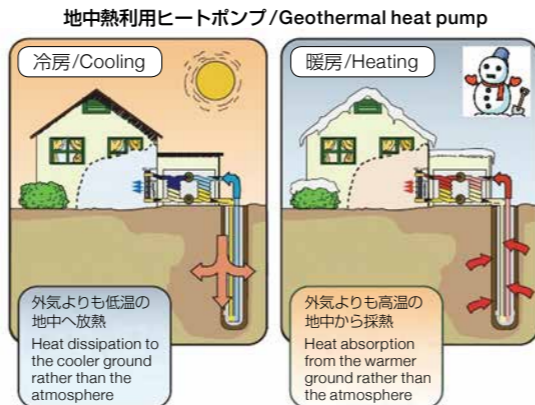 地中熱利用ヒートポンプ/Geothermal heat pump
冷房/Cooling
外気よりも低温の
地中へ放熱
Heat dissipation to
the cooler ground
rather than the
atmosphere
暖房/Heating
外気よりも高温の
地中から採熱
Heat absorption
from the warmer
ground rather than
the atmosphere